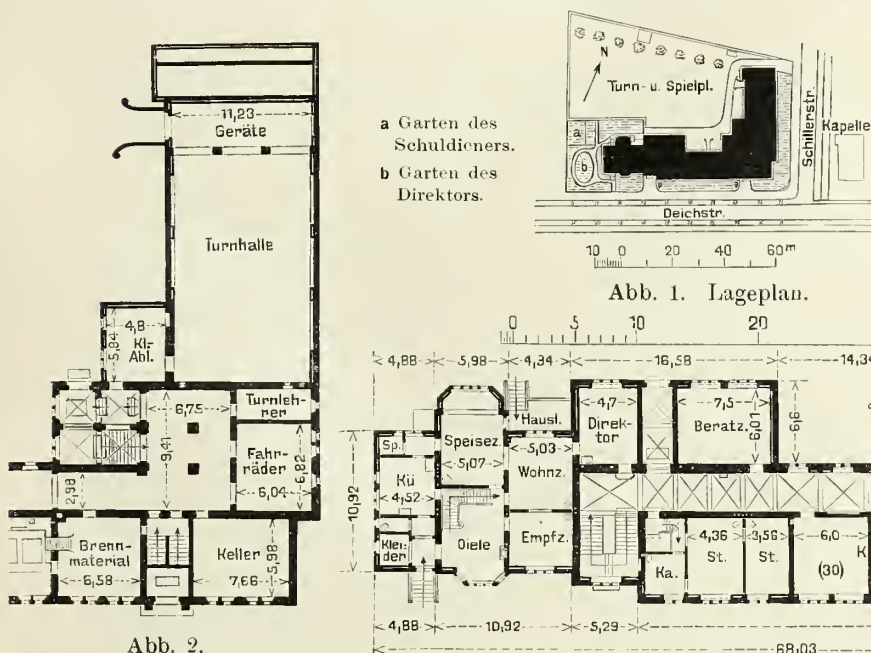 11,23
Geräte
Turnhalle
4,8
Kl.-
Abl.
5,84
6,75
9,41
2,98
Turnleh-
rer
Fahr-
räder
6,04
6,82
Brenn-
material
6,58
Keller
7,66
5,98
Abb. 2.
a Garten des
Schuldieners.
b Garten des
Direktors.
N
Turn- u. Spielpl.
a
b
Schillerstr.
Kapelle
Deichstr.
10 0 20 40 60 m
Abb. 1. Lageplan.
0 5 10 20
4,88 5,98 4,34 16,58 14,34
10,92
Sp.
Kü
4,52
Klei-
der
Speisez.
5,07
Diele
Hausl.
5,03
Wohnz.
Empfz.
4,7
Direk-
tor
7,5
Beratz.
6,01
6,6
Ka.
4,36
St.
3,56
St.
6,0
K
(30)
4,88 10,92 5,29
68,03